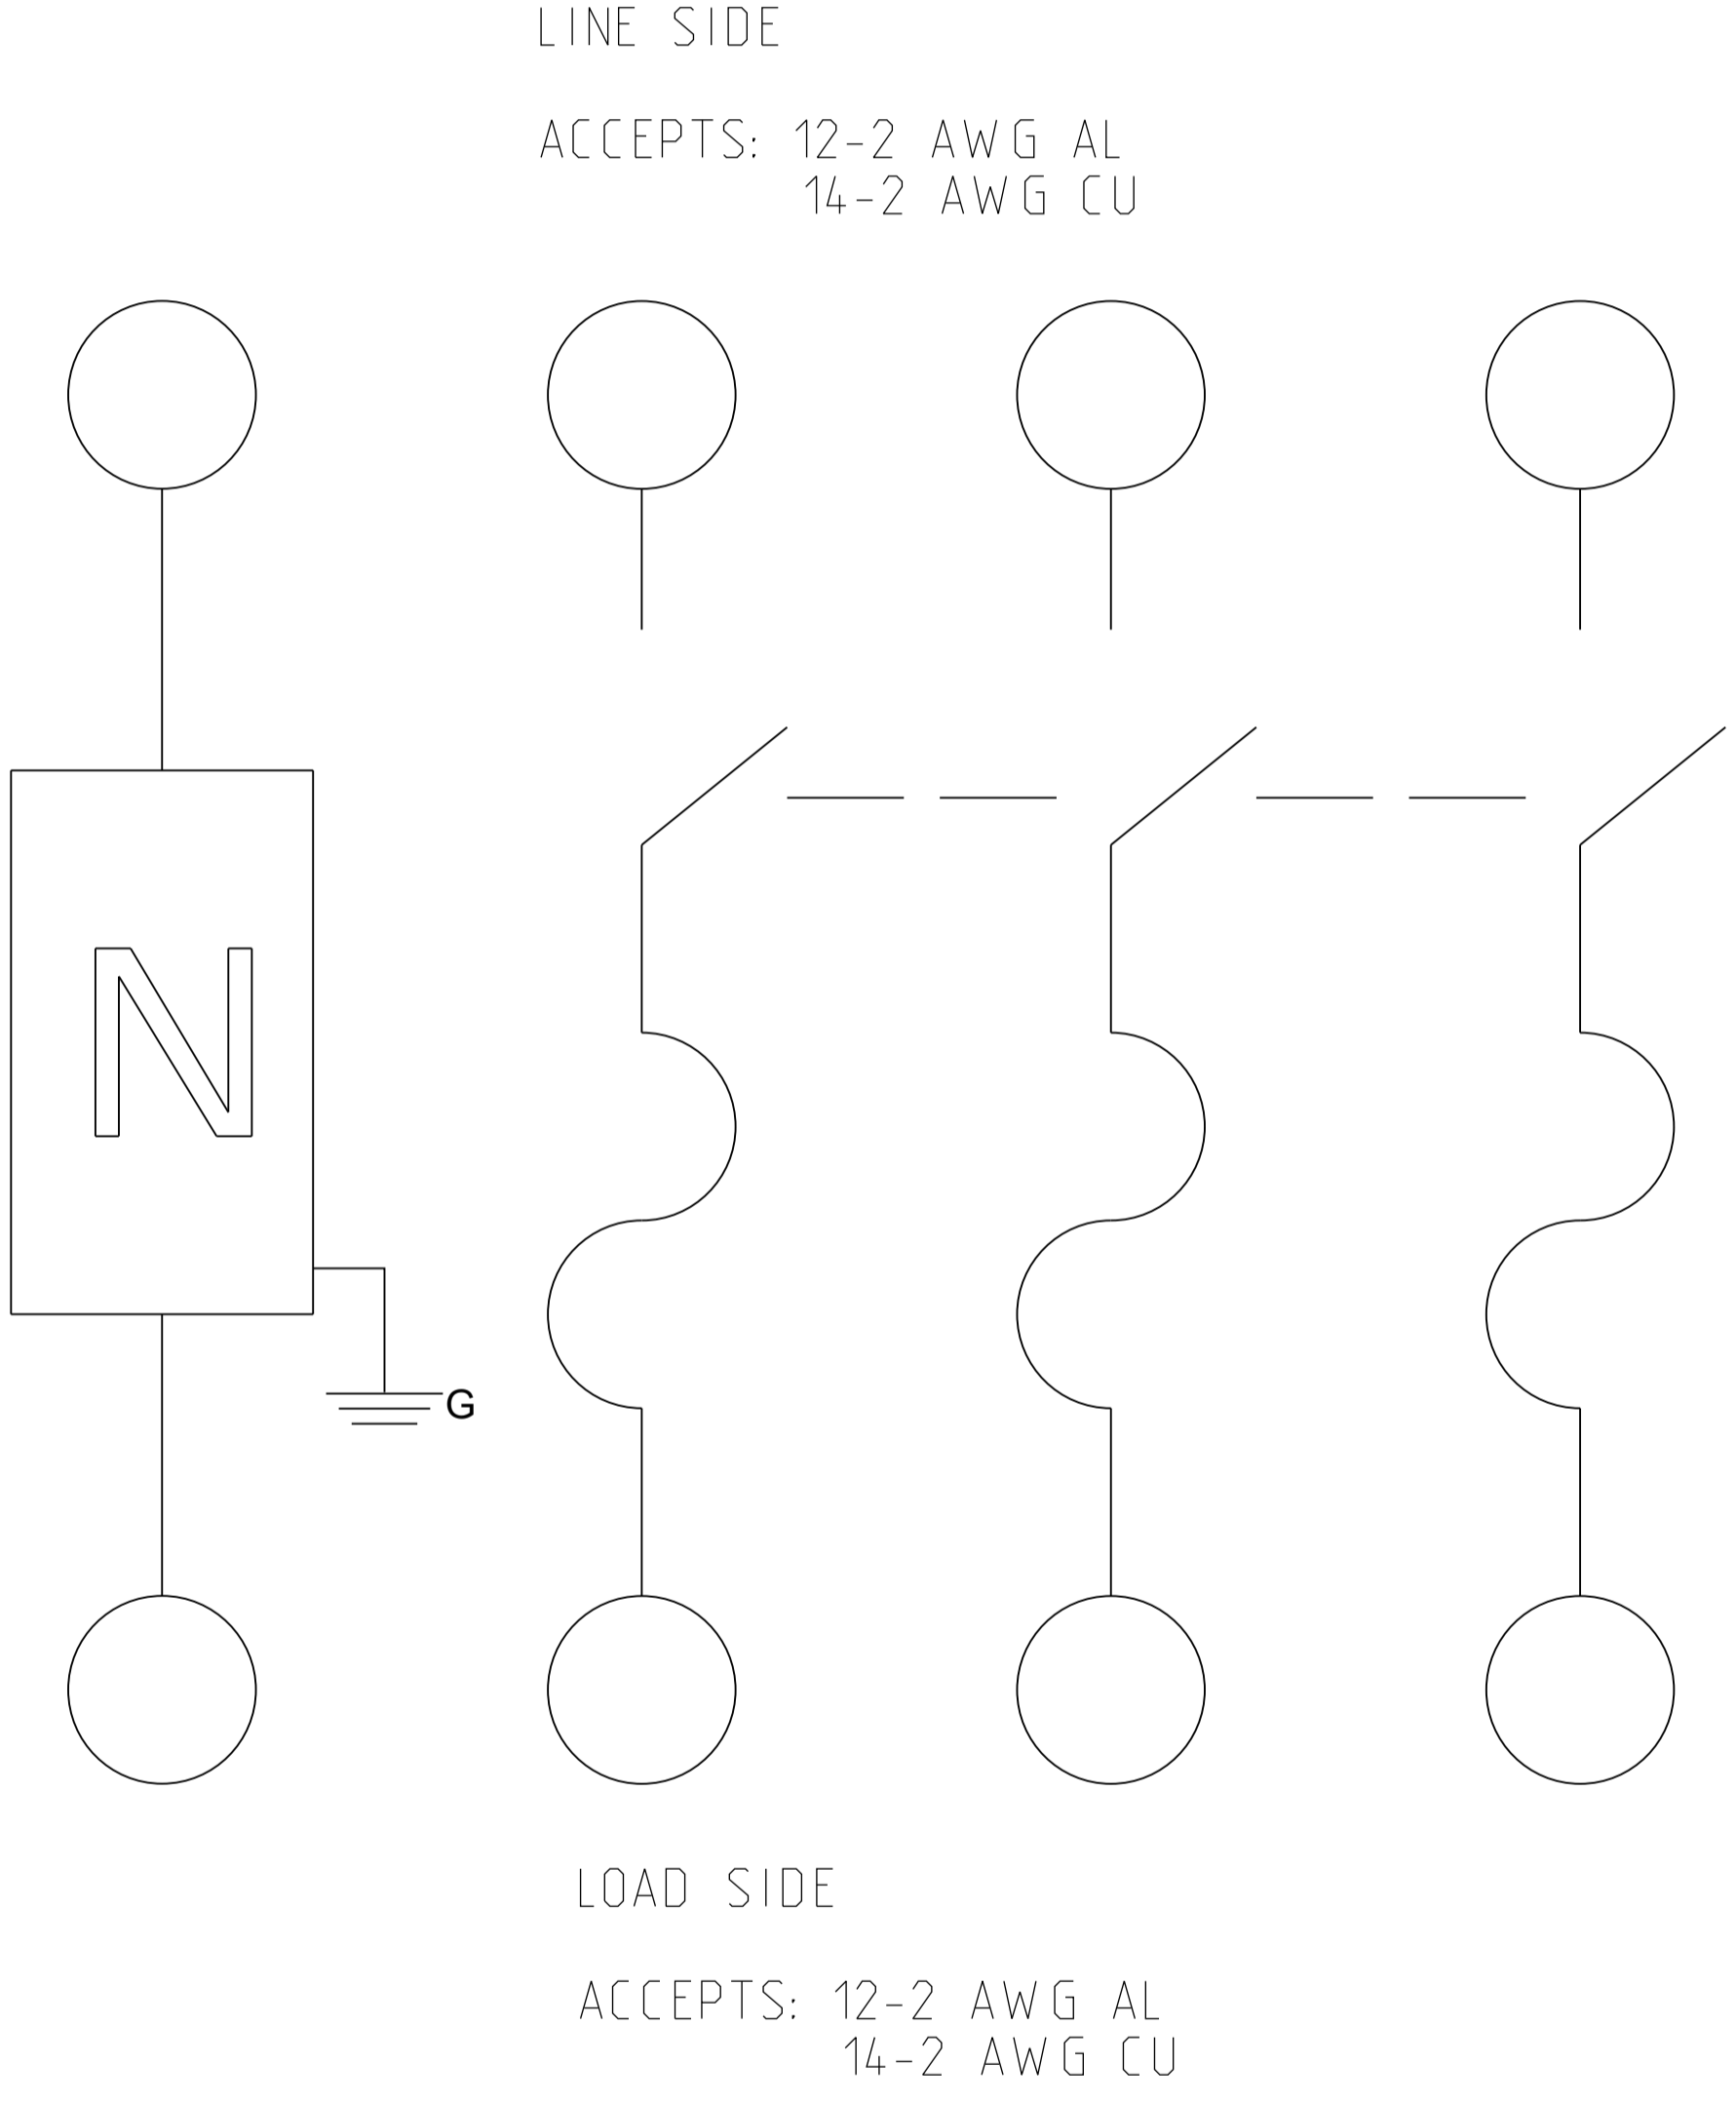 LINE SIDE
ACCEPTS: 12-2 AWG AL
14-2 AWG CU
N
G
LOAD SIDE
ACCEPTS: 12-2 AWG AL
14-2 AWG CU